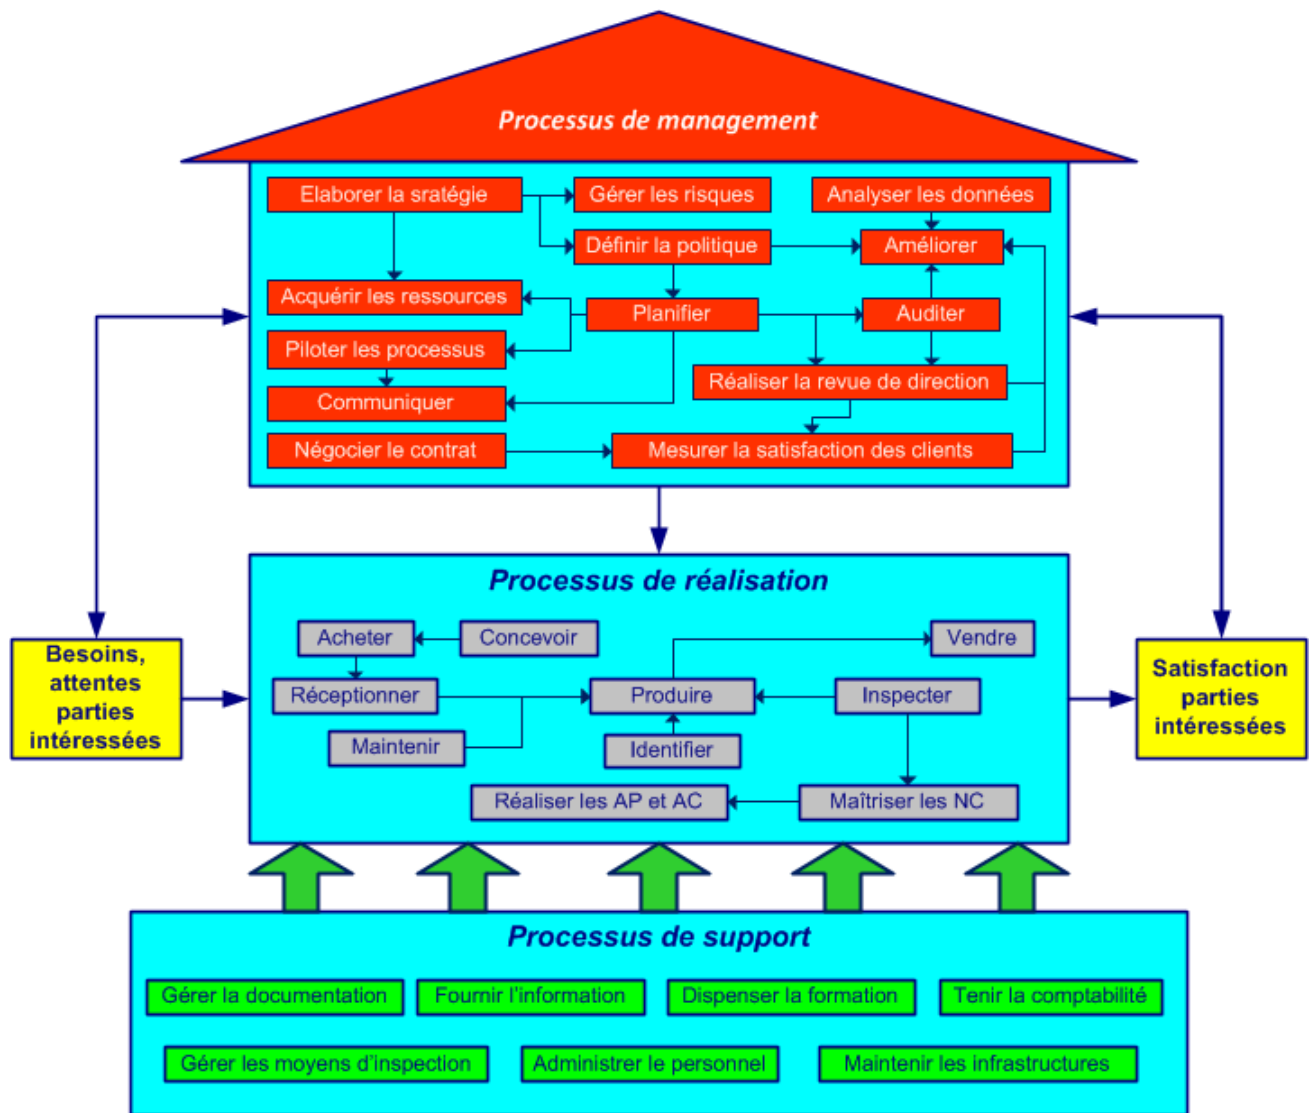 Processus de management
Elaborer la sratégie
Gérer les risques
Analyser les données
Définir la politique
Améliorer
Acquérir les ressources
Planifier
Auditer
Piloter les processus
Réaliser la revue de direction
Communiquer
Négocier le contrat
Mesurer la satisfaction des clients
Processus de réalisation
Acheter
Concevoir
Vendre
Réceptionner
Produire
Inspecter
Maintenir
Identifier
Réaliser les AP et AC
Maîtriser les NC
Besoins,
attentes
parties
intéressées
Satisfaction
parties
intéressées
Processus de support
Gérer la documentation
Fournir l'information
Dispenser la formation
Tenir la comptabilité
Gérer les moyens d'inspection
Administrer le personnel
Maintenir les infrastructures